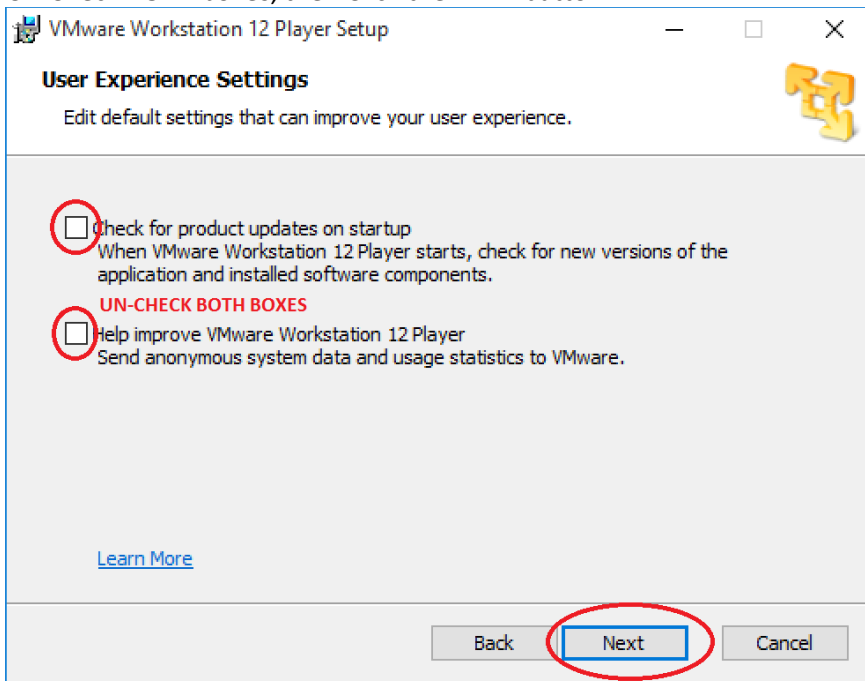 VMware Workstation 12 Player Setup
User Experience Settings
Edit default settings that can improve your user experience.
Check for product updates on startup
When VMware Workstation 12 Player starts, check for new versions of the
application and installed software components.
UN-CHECK BOTH BOXES
Help improve VMware Workstation 12 Player
Send anonymous system data and usage statistics to VMware.
Learn More
Back Next Cancel